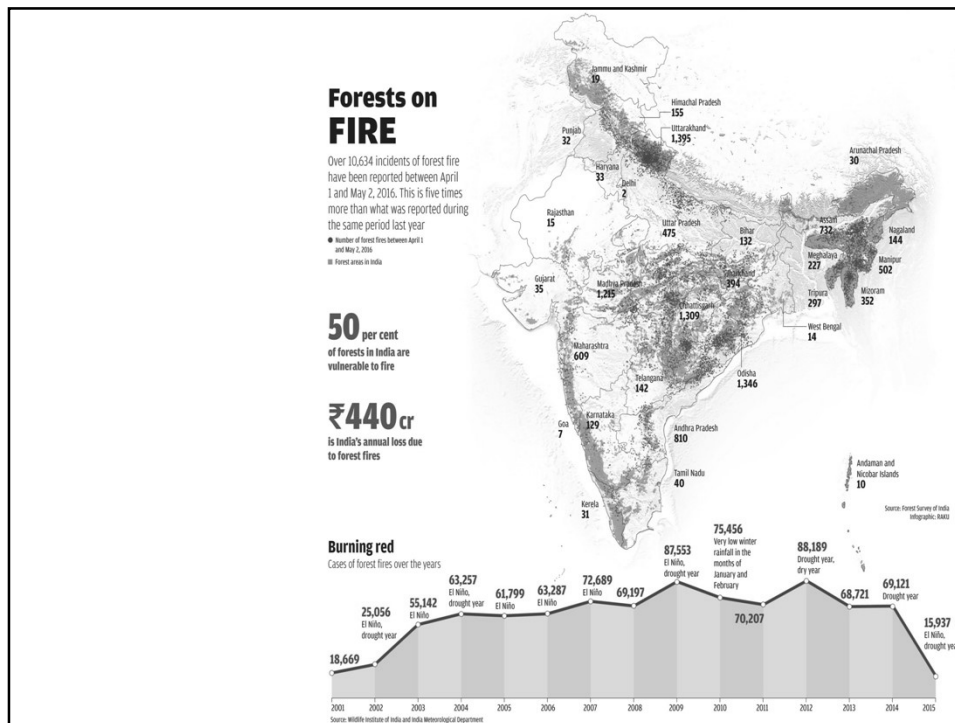 Forests on
FIRE
Over 10,634 incidents of forest fire
have been reported between April
1 and May 2, 2016. This is five times
more than what was reported during
the same period last year
Number of forest fires between April 1
and May 2, 2016
Forest areas in India
50 per cent
of forests in India are
vulnerable to fire
₹440 cr
is India's annual loss due
to forest fires
Jammu and Kashmir
19
Himachal Pradesh
155
Uttarakhand
1,395
Punjab
32
Haryana
33
Delhi
2
Arunachal Pradesh
30
Rajasthan
15
Uttar Pradesh
475
Bihar
132
Assam
732
Nagaland
144
Meghalaya
227
Manipur
502
Gujarat
35
Madhya Pradesh
1,215
Jharkhand
394
Chhattisgarh
1,309
Tripura
297
Mizoram
352
West Bengal
14
Maharashtra
609
Telangana
142
Odisha
1,346
Goa
7
Karnataka
129
Andhra Pradesh
810
Tamil Nadu
40
Kerela
31
Andaman and
Nicobar Islands
10
Source: Forest Survey of India
Infographic: RAKU
Burning red
Cases of forest fires over the years
18,669
25,056
El Niño,
drought year
55,142
El Niño
63,257
El Niño,
drought year
61,799
El Niño
63,287
El Niño
72,689
El Niño
69,197
87,553
El Niño,
drought year
75,456
Very low winter
rainfall in the
months of
January and
February
70,207
88,189
Drought year,
dry year
68,721
69,121
Drought year
15,937
El Niño,
drought year
2001 2002 2003 2004 2005 2006 2007 2008 2009 2010 2011 2012 2013 2014 2015
Source: Wildlife Institute of India and India Meteorological Department